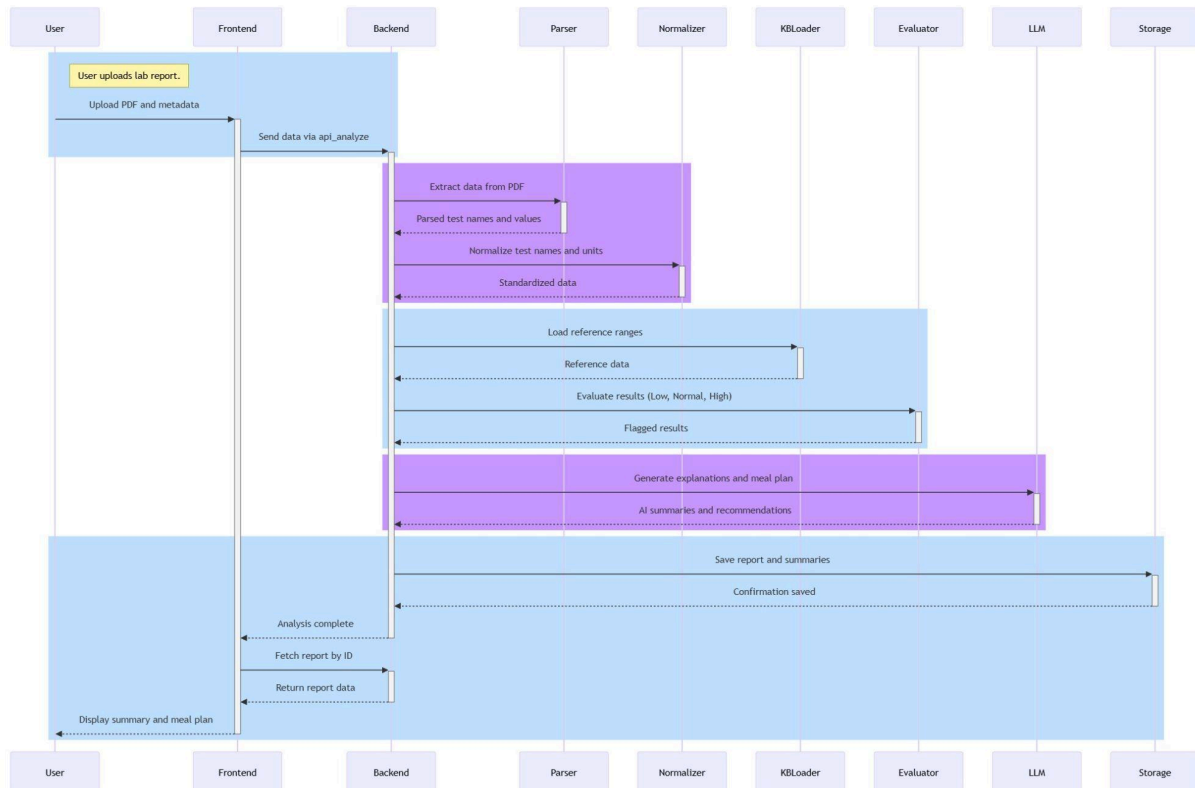 User
Frontend
Backend
Parser
Normalizer
KBLoader
Evaluator
LLM
Storage
User uploads lab report.
Upload PDF and metadata
Send data via api_analyze
Extract data from PDF
Parsed test names and values
Normalize test names and units
Standardized data
Load reference ranges
Reference data
Evaluate results (Low, Normal, High)
Flagged results
Generate explanations and meal plan
AI summaries and recommendations
Save report and summaries
Confirmation saved
Analysis complete
Fetch report by ID
Return report data
Display summary and meal plan
User
Frontend
Backend
Parser
Normalizer
KBLoader
Evaluator
LLM
Storage